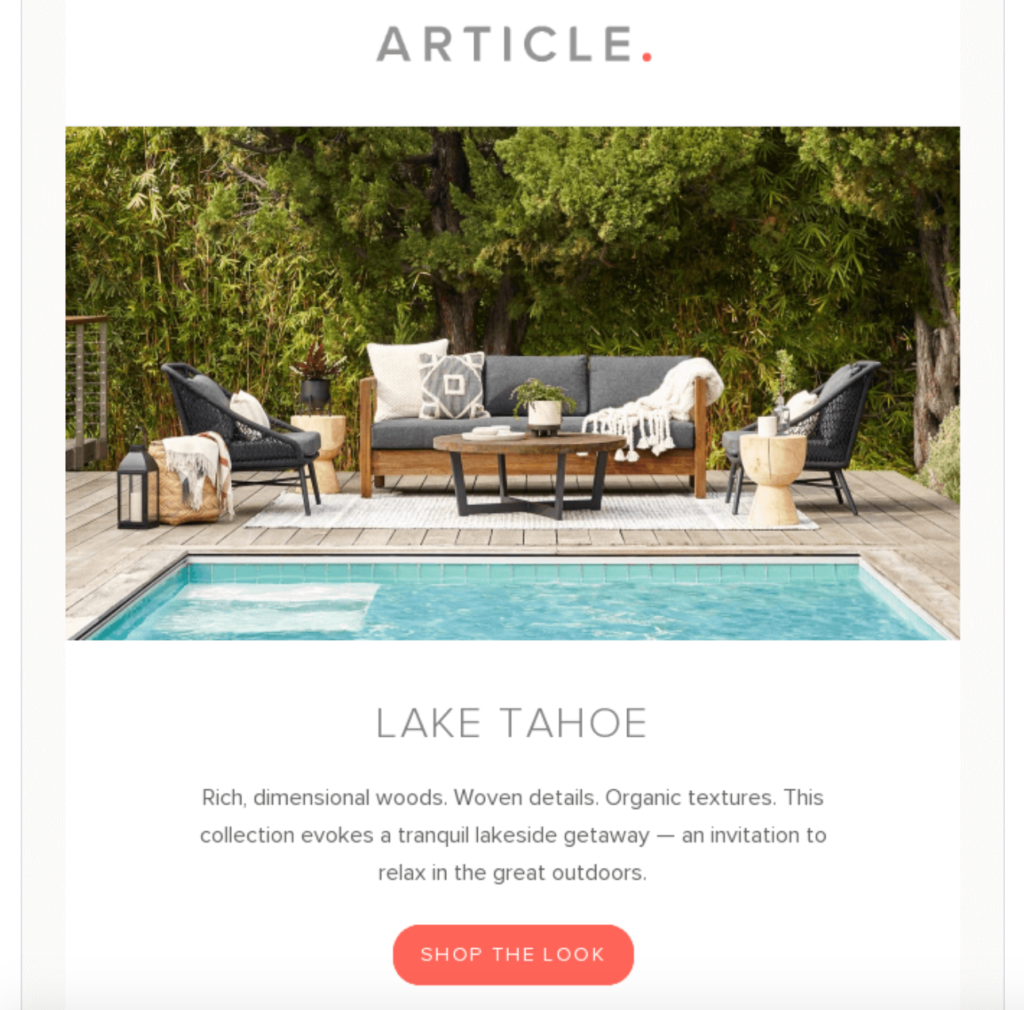 ARTICLE.
LAKE TAHOE
Rich, dimensional woods. Woven details. Organic textures. This
collection evokes a tranquil lakeside getaway — an invitation to
relax in the great outdoors.
SHOP THE LOOK